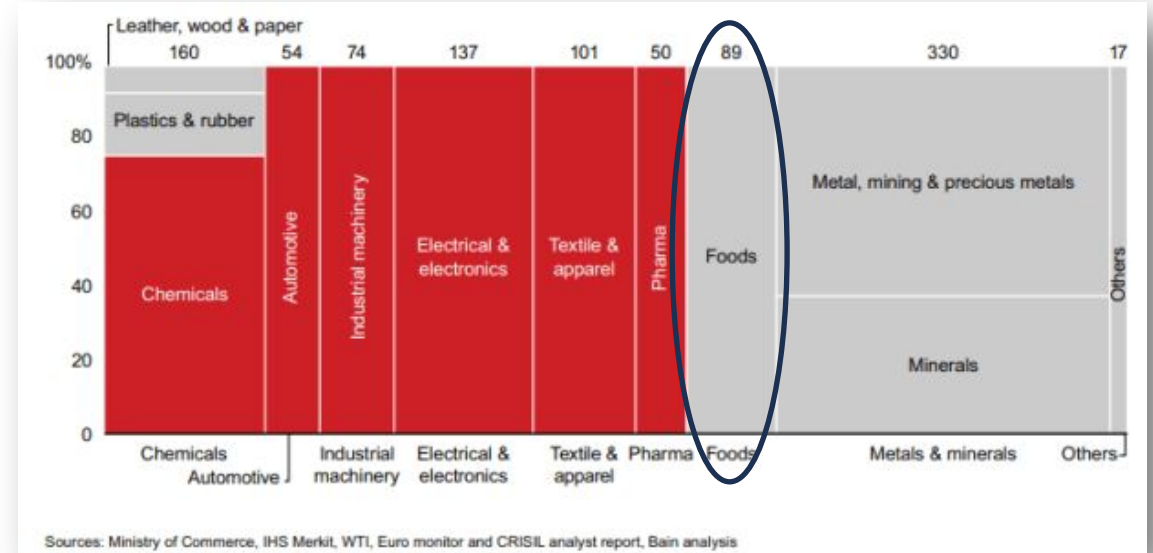 Leather, wood & paper
160 54 74 137 101 50 89 330 17
100%
80
60
40
20
0
Plastics & rubber
Chemicals
Automotive
Industrial machinery
Electrical &
electronics
Textile &
apparel
Pharma
Foods
Metal, mining & precious metals
Minerals
Others
Chemicals
Automotive
Industrial
machinery
Electrical &
electronics
Textile &
apparel
Pharma
Foods
Metals & minerals
Others
Sources: Ministry of Commerce, IHS Merkit, WTI, Euro monitor and CRISIL analyst report, Bain analysis